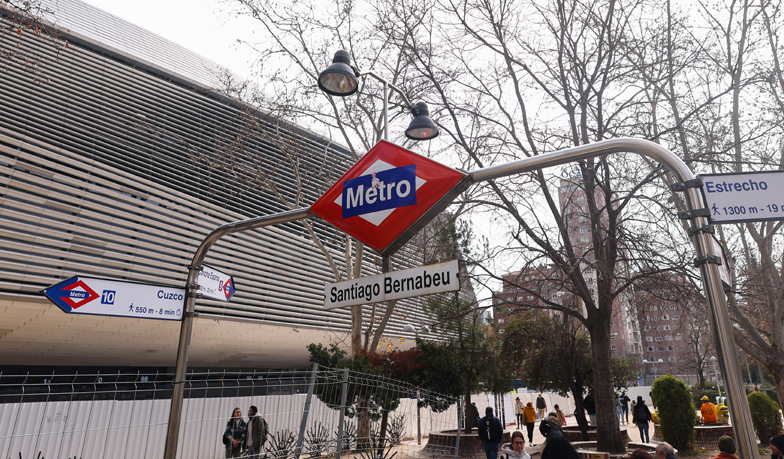 Metro
Santiago Bernabeu
Metro 10 Cuzco
550 m - 8 min
Estrecho
1300 m - 19 m